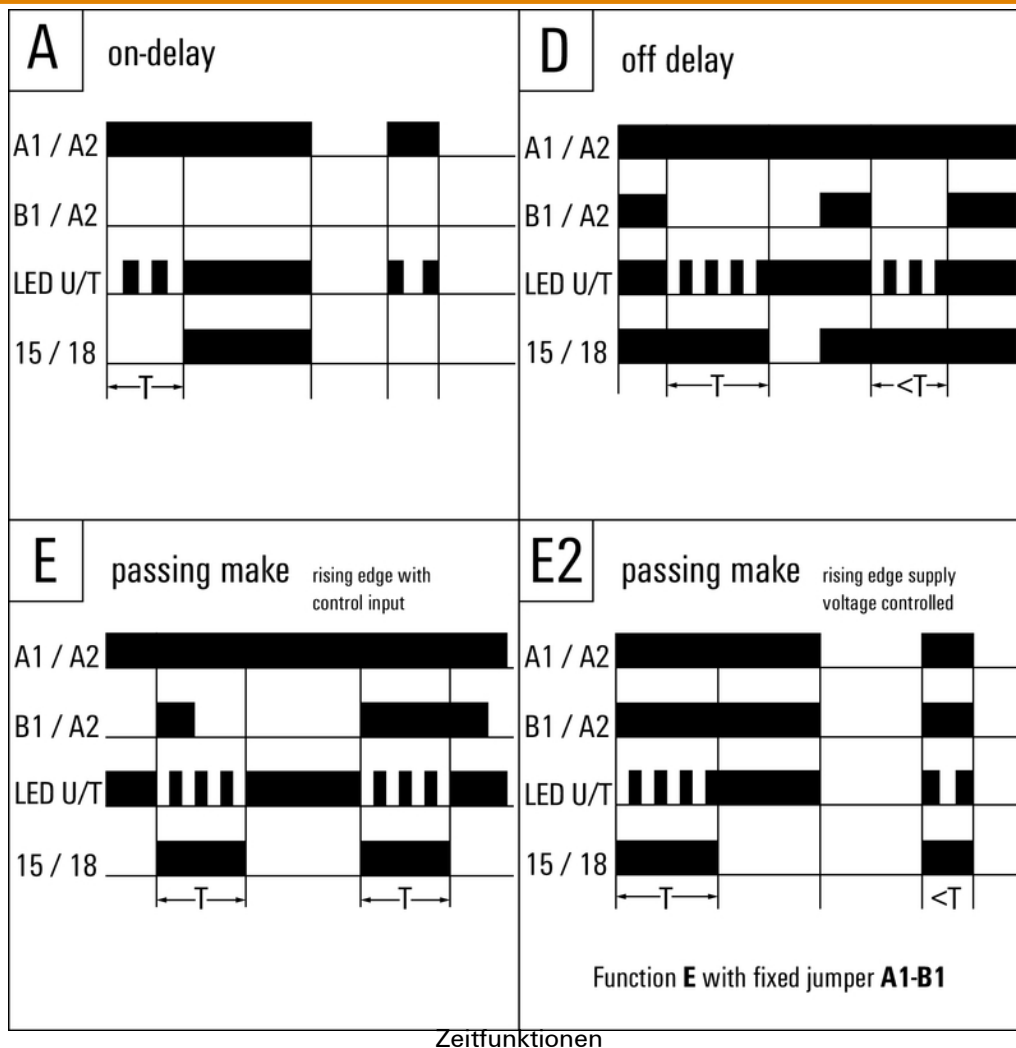 A on-delay
A1 / A2
B1 / A2
LED U/T
15 / 18
T
D off delay
A1 / A2
B1 / A2
LED U/T
15 / 18
T <T
E passing make rising edge with
control input
A1 / A2
B1 / A2
LED U/T
15 / 18
T T
E2 passing make rising edge supply
voltage controlled
A1 / A2
B1 / A2
LED U/T
15 / 18
T <T
Function E with fixed jumper A1-B1
Zeitfunktionen